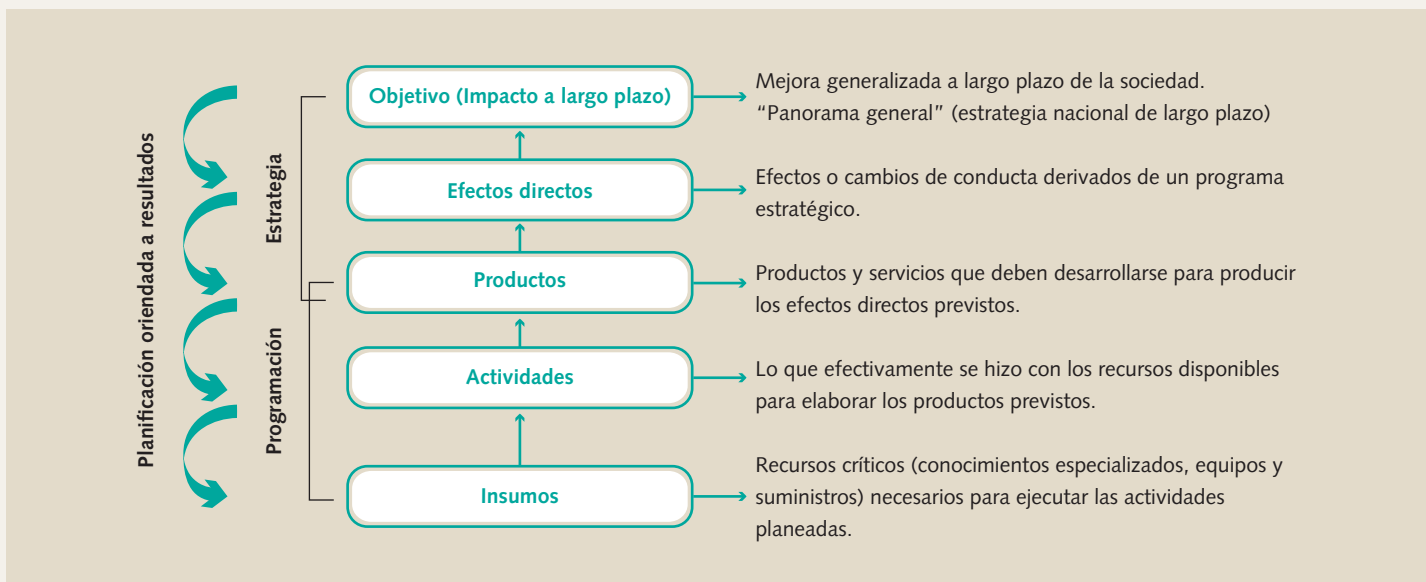 Planificación oriendada a resultados
Estrategia
Programación
Objetivo (Impacto a largo plazo)
Mejora generalizada a largo plazo de la sociedad.
“Panorama general” (estrategia nacional de largo plazo)
Efectos directos
Efectos o cambios de conducta derivados de un programa
estratégico.
Productos
Productos y servicios que deben desarrollarse para producir
los efectos directos previstos.
Actividades
Lo que efectivamente se hizo con los recursos disponibles
para elaborar los productos previstos.
Insumos
Recursos críticos (conocimientos especializados, equipos y
suministros) necesarios para ejecutar las actividades
planeadas.